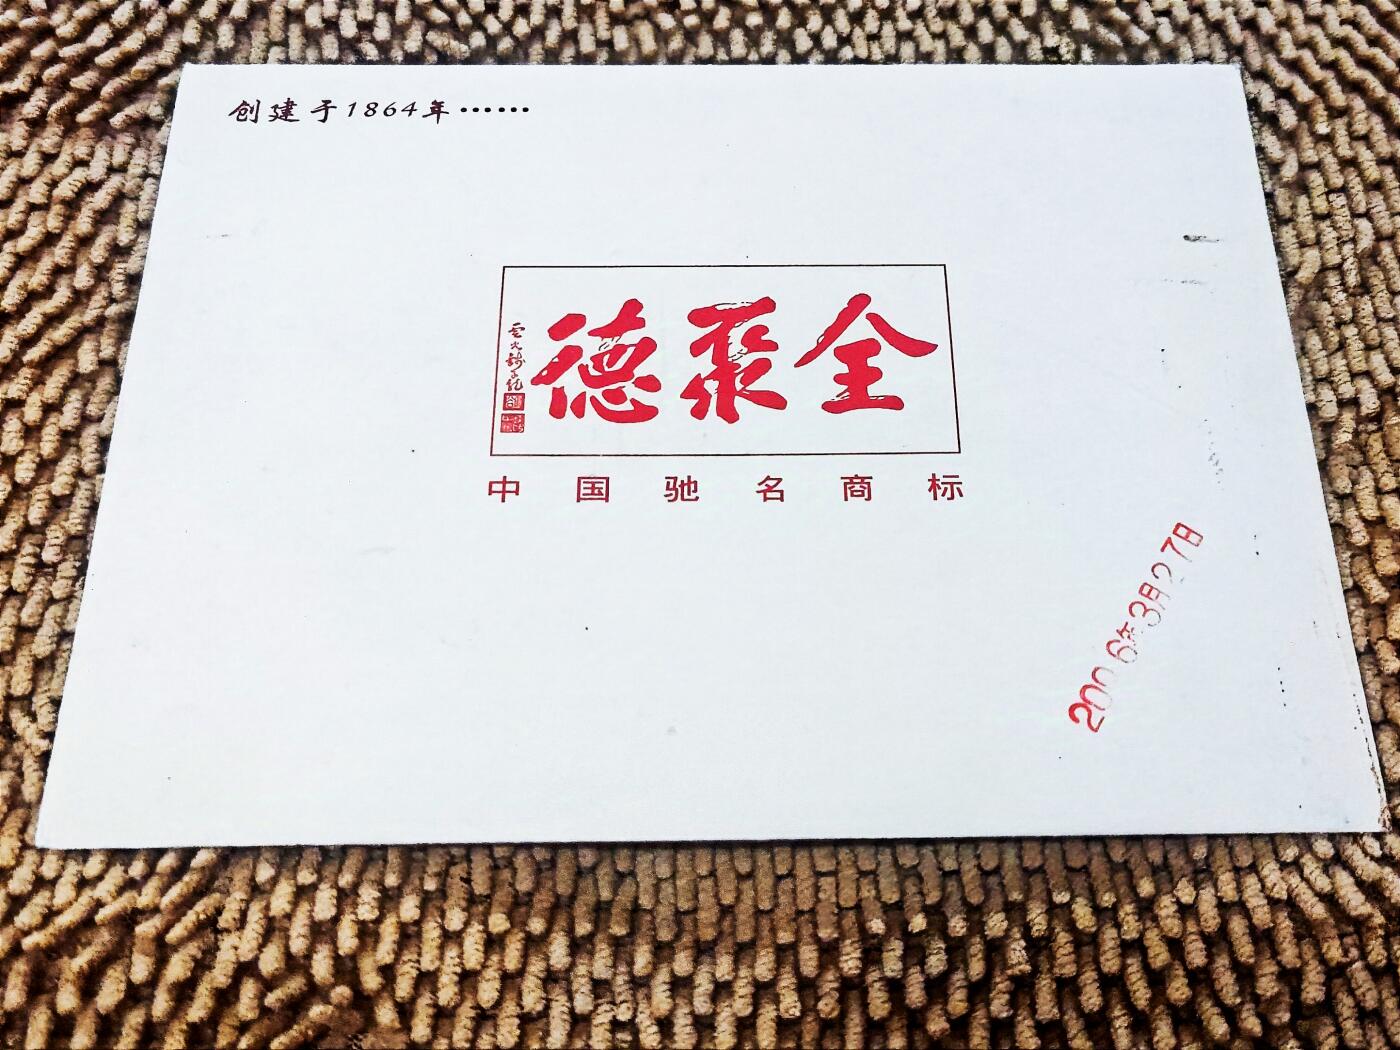 创建于1864年……
德聚全
中国驰名商标
2006年3月27日